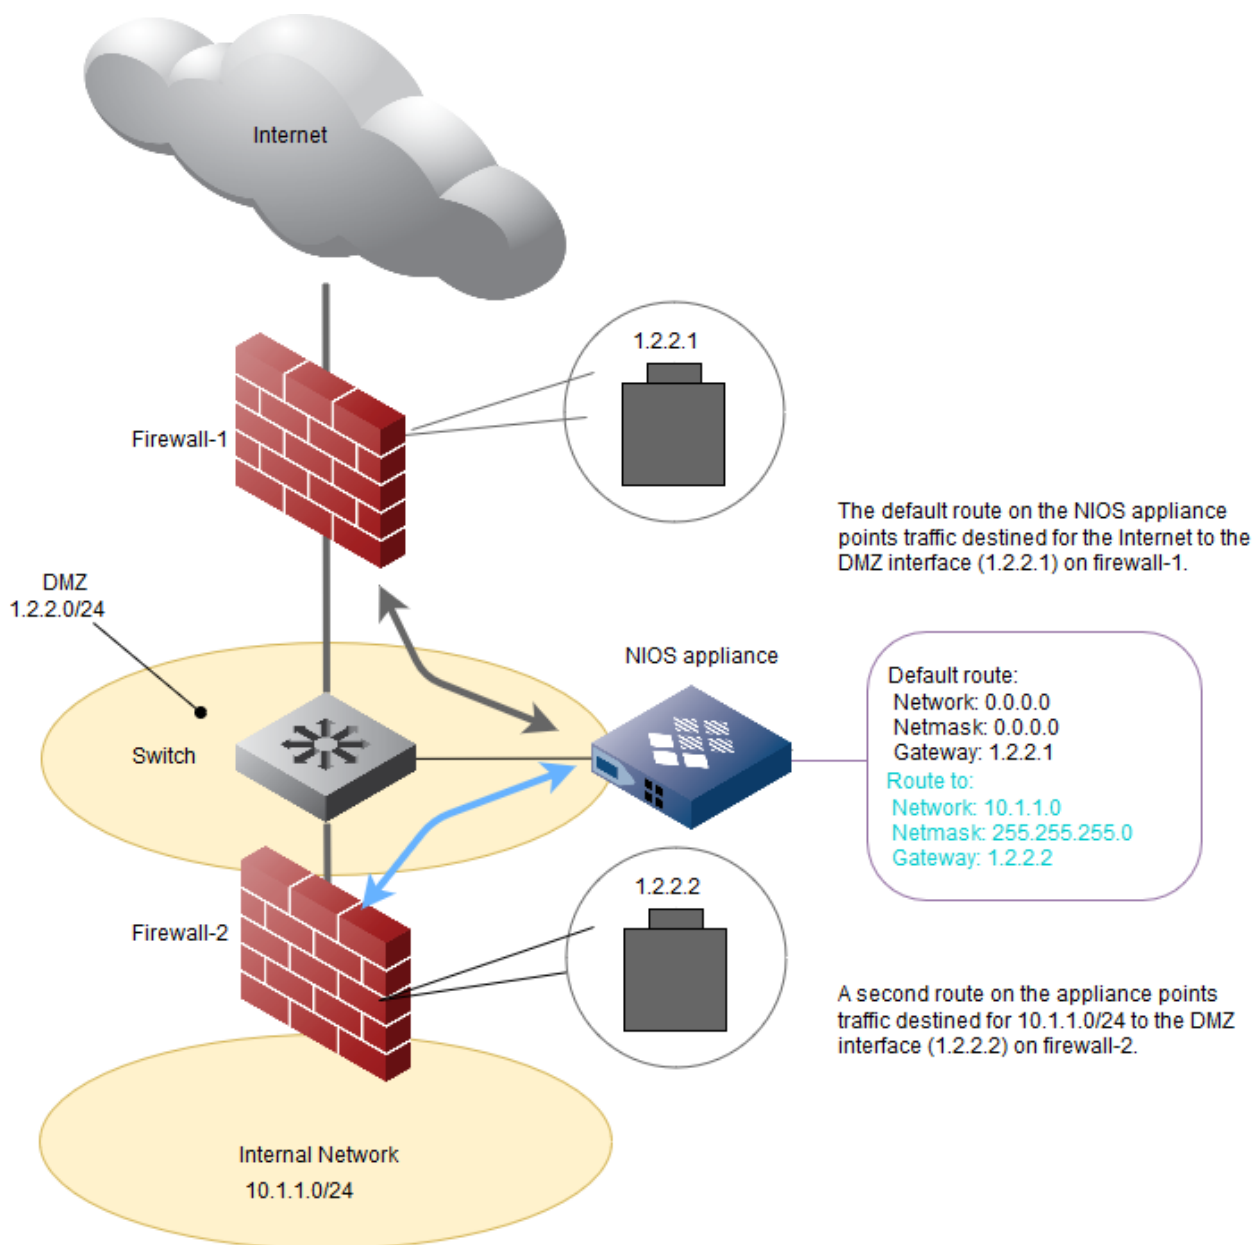 Internet
1.2.2.1
Firewall-1
The default route on the NIOS appliance
points traffic destined for the Internet to the
DMZ interface (1.2.2.1) on firewall-1.
DMZ
1.2.2.0/24
NIOS appliance
Switch
Default route:
Network: 0.0.0.0
Netmask: 0.0.0.0
Gateway: 1.2.2.1
Route to:
Network: 10.1.1.0
Netmask: 255.255.255.0
Gateway: 1.2.2.2
1.2.2.2
Firewall-2
A second route on the appliance points
traffic destined for 10.1.1.0/24 to the DMZ
interface (1.2.2.2) on firewall-2.
Internal Network
10.1.1.0/24